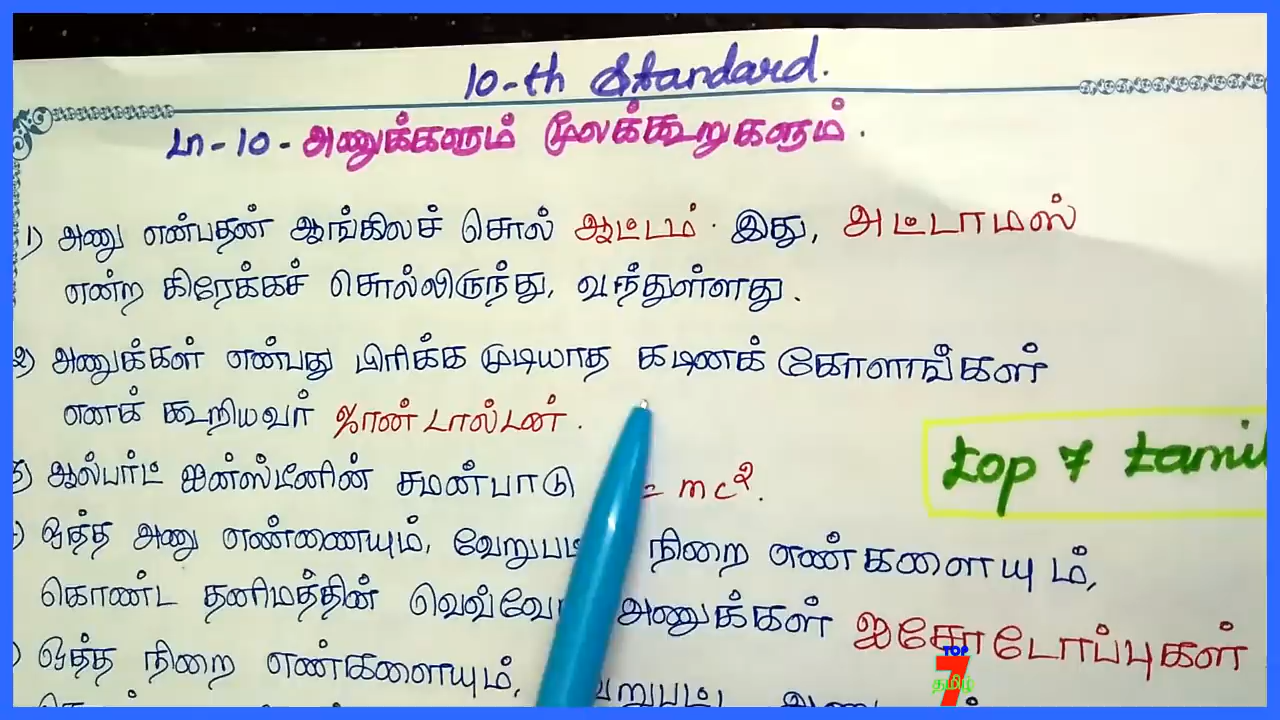 10-th Standard.
பா-10-அணுக்களும் மூலக்கூறுகளும்.
1) அணு என்பதன் ஆங்கிலச் சொல் ஆட்டம். இது, அட்டாமஸ்
என்ற கிரேக்கச் சொல்லிருந்து, வந்துள்ளது.
2) அணுக்கள் என்பது பிரிக்க முடியாத கடினக் கோளங்கள்
எனக் கூறியவர் ஜான் டால்டன்.
3) ஆல்பர்ட் ஐன்ஸ்டீனின் சமன்பாடு = mc2.
Top 7 tamil
ஒத்த அணு எண்ணையும், நிறை எண்களையும்,
கொண்ட தனிமத்தின் அணுக்கள் ஐசோடோப்புகள்
ஒத்த நிறை எண்களையும்,
TOP
7
தமிழ்